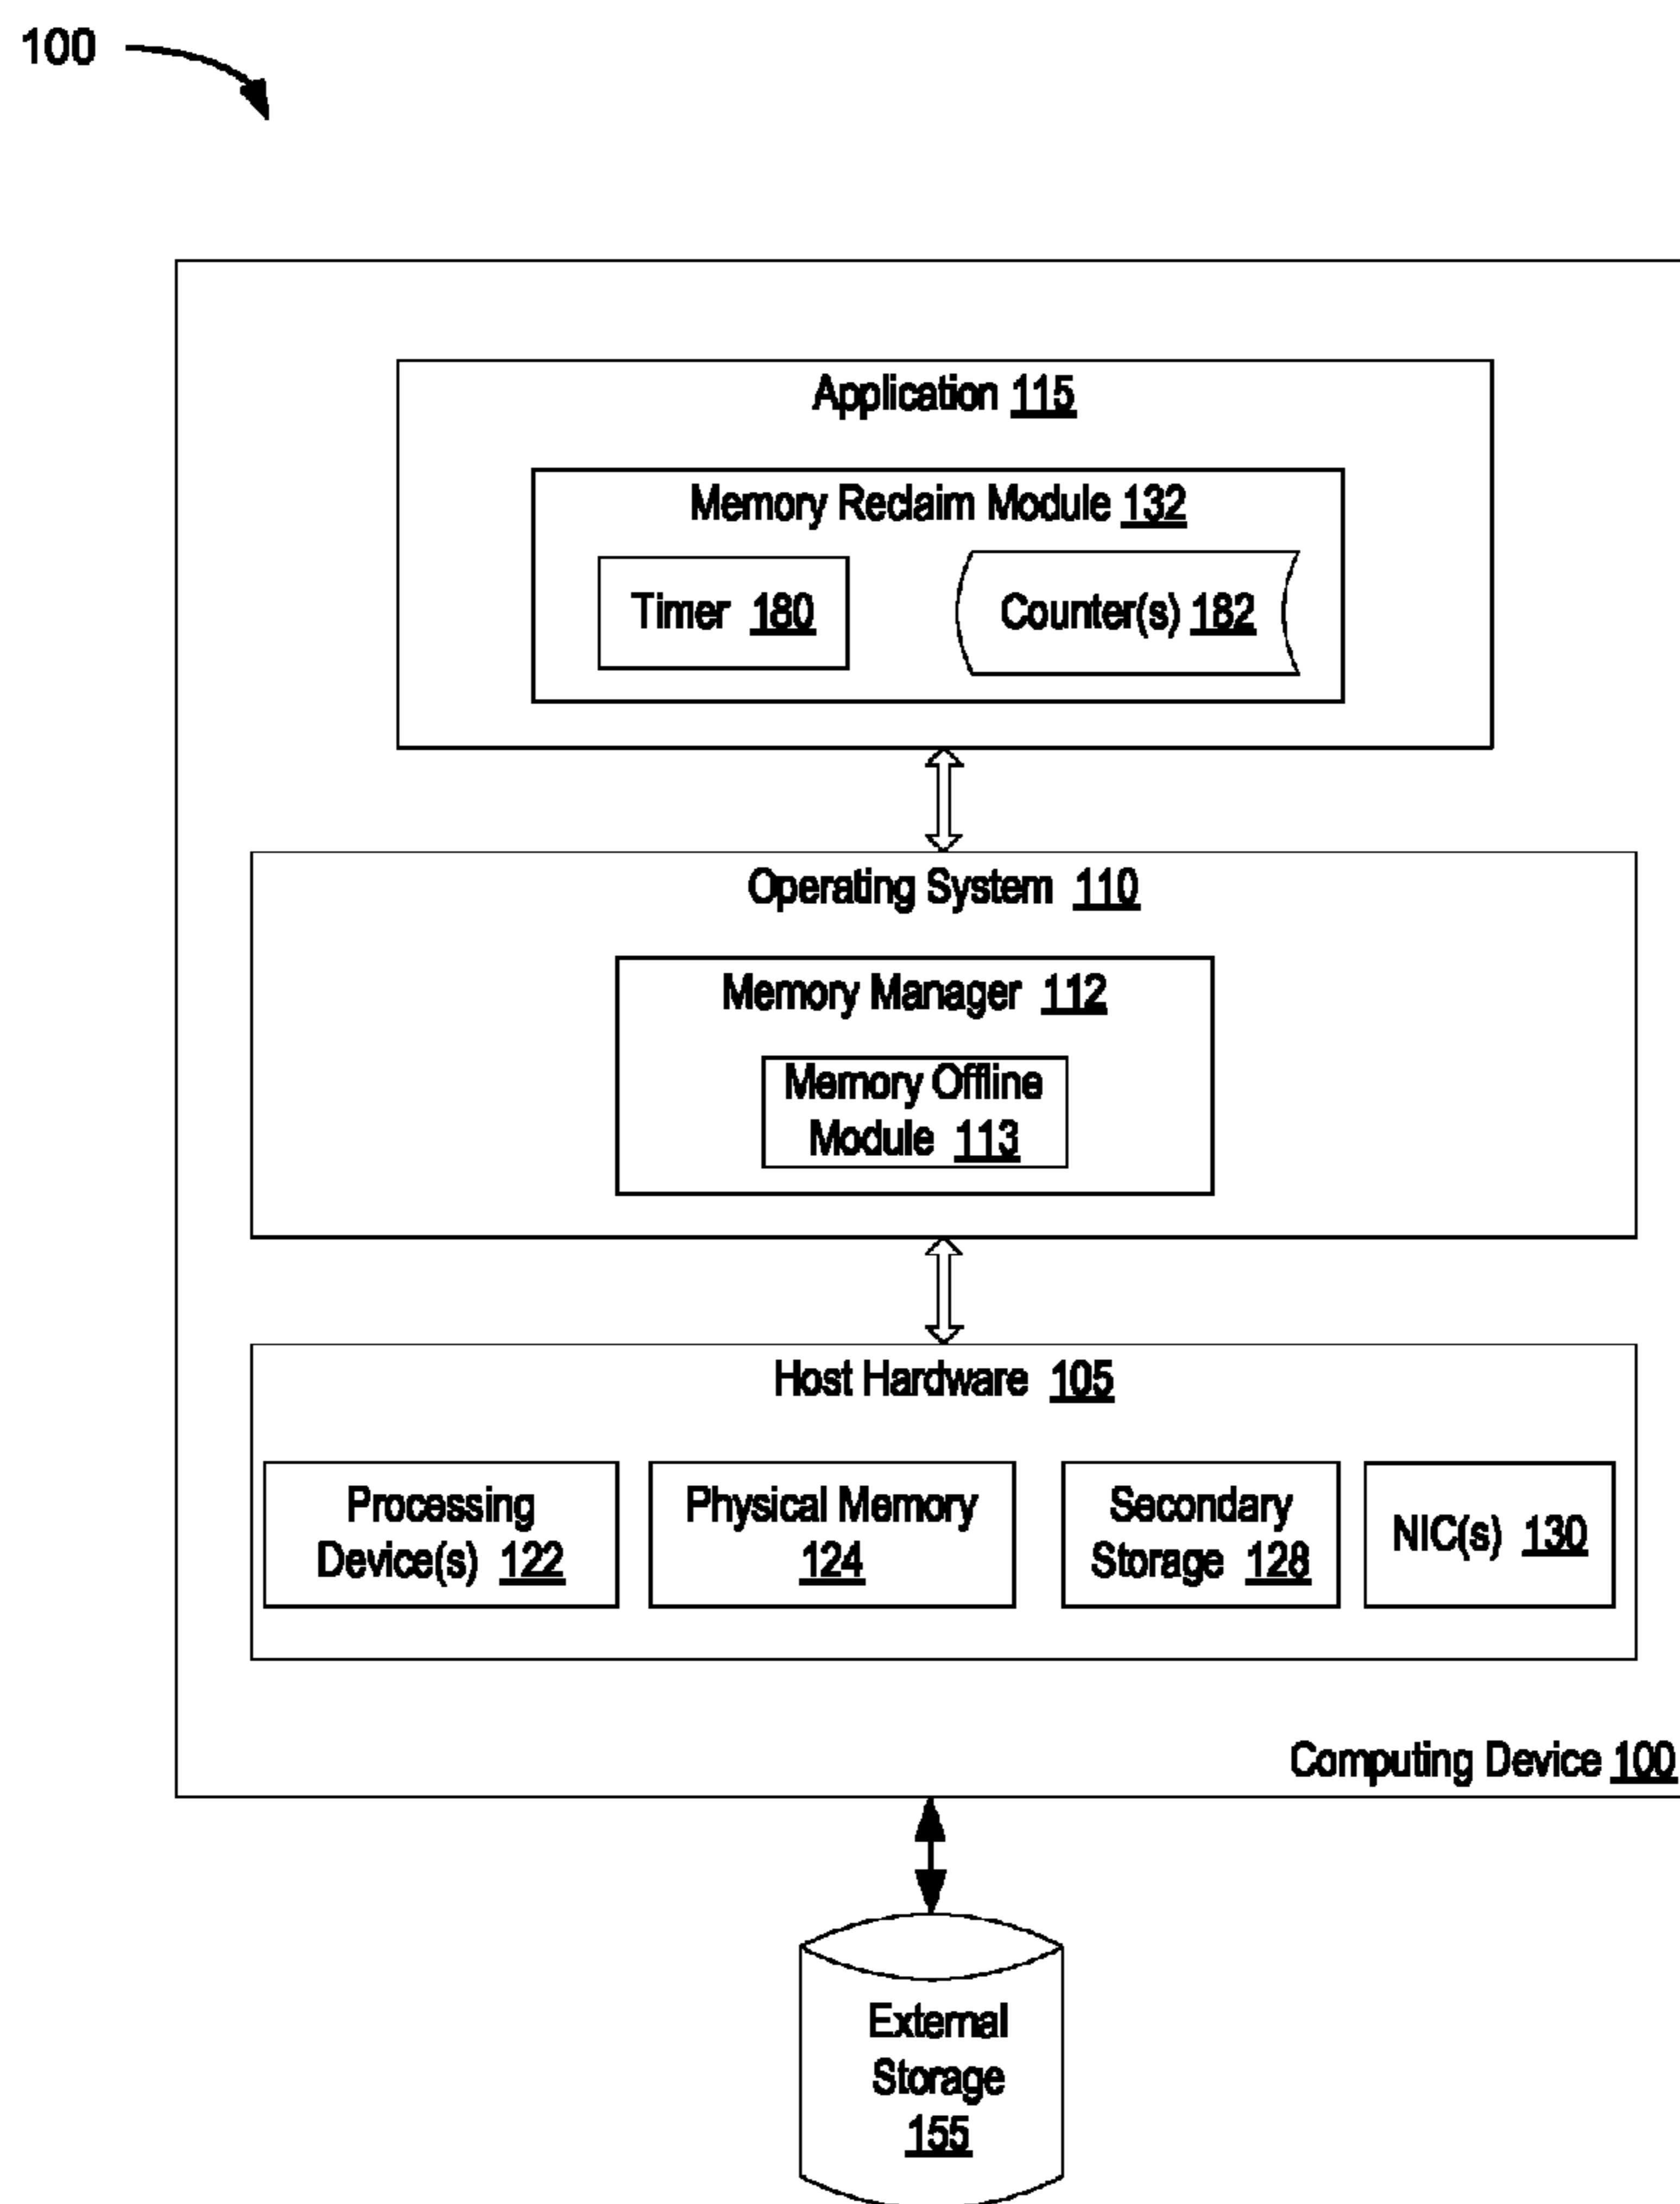 100
Application 115
Memory Reclaim Module 132
Timer 180
Counter(s) 182
Operating System 110
Memory Manager 112
Memory Offline
Module 113
Host Hardware 105
Processing
Device(s) 122
Physical Memory
124
Secondary
Storage 128
NIC(s) 130
Computing Device 100
External
Storage
155